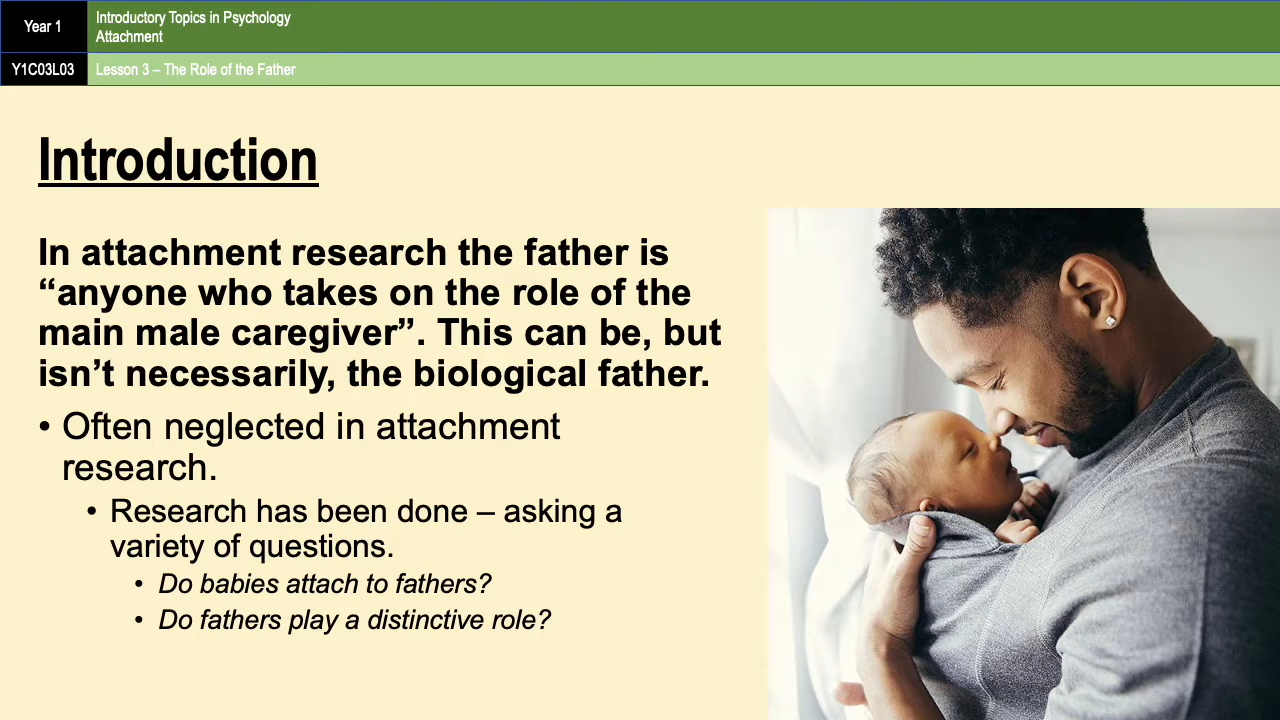 Year 1
Introductory Topics in Psychology
Attachment
Y1C03L03
Lesson 3 – The Role of the Father
Introduction
In attachment research the father is
“anyone who takes on the role of the
main male caregiver”. This can be, but
isn’t necessarily, the biological father.
• Often neglected in attachment
research.
• Research has been done – asking a
variety of questions.
• Do babies attach to fathers?
• Do fathers play a distinctive role?